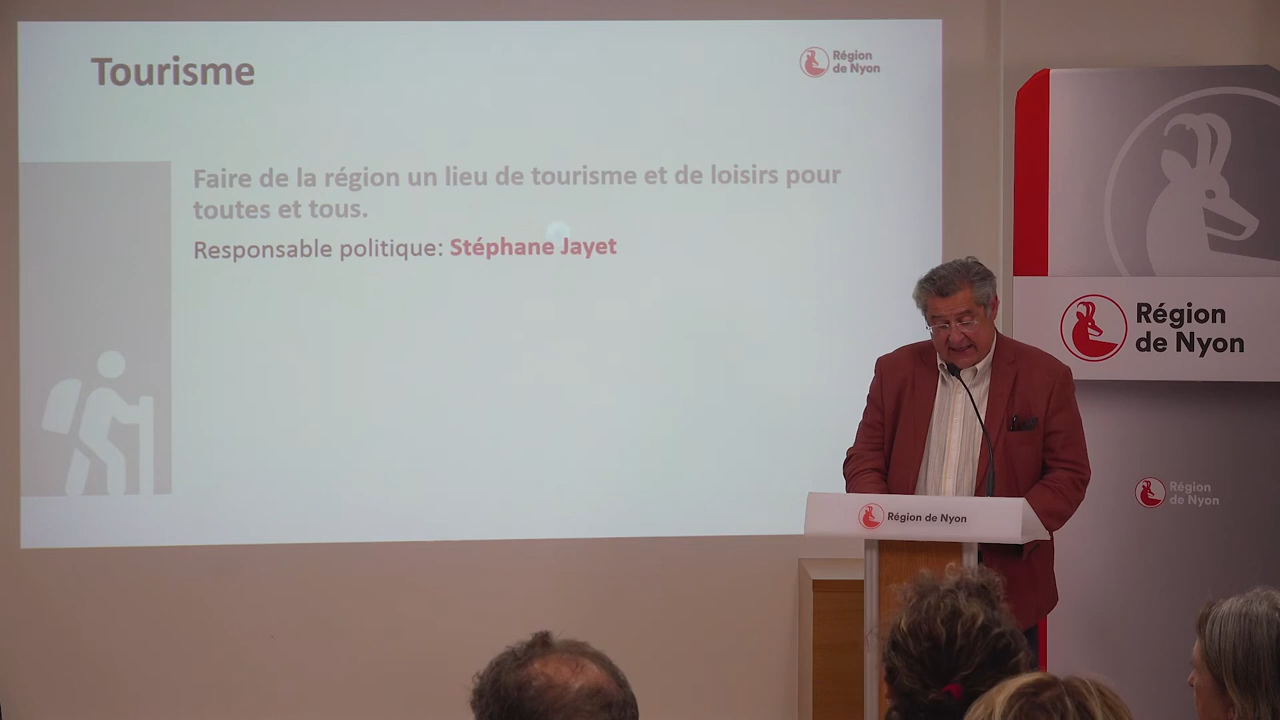 Tourisme
Région
de Nyon
Faire de la région un lieu de tourisme et de loisirs pour
toutes et tous.
Responsable politique: Stéphane Jayet
Région
de Nyon
Région
de Nyon
Région de Nyon